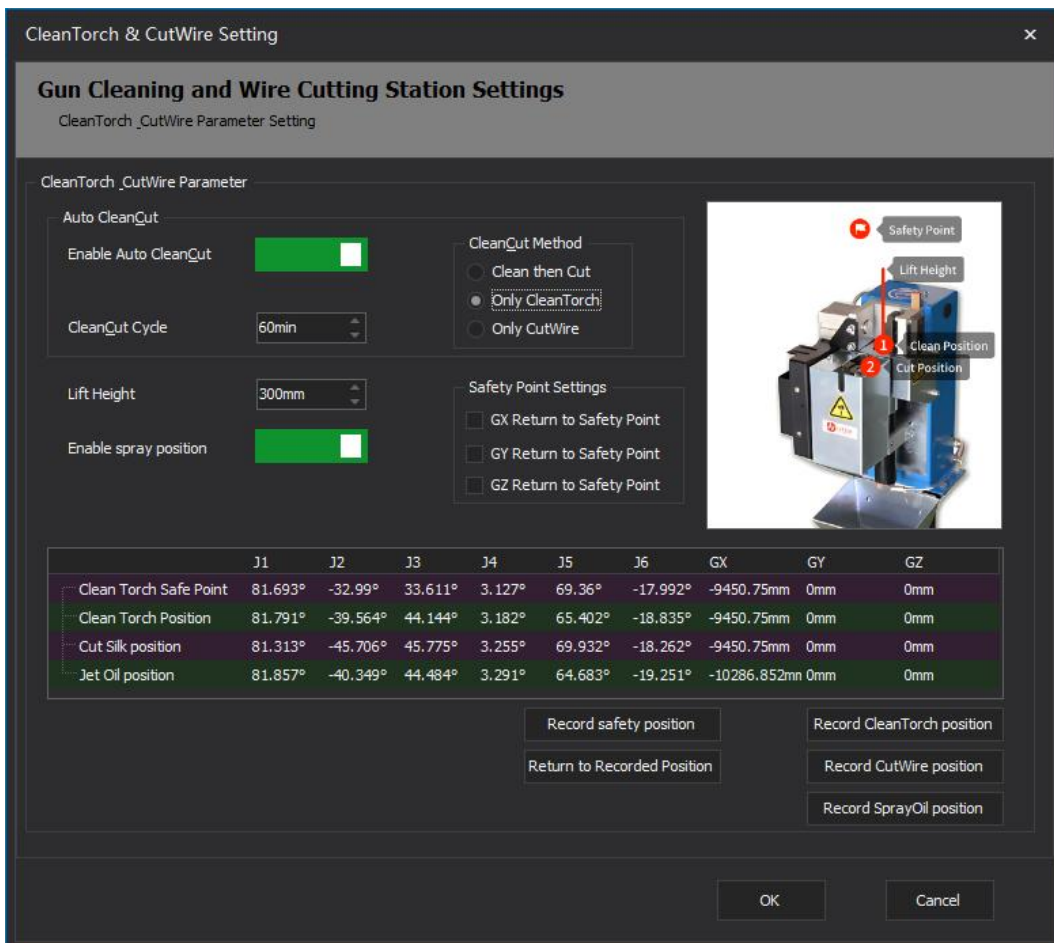 CleanTorch & CutWire Setting
Gun Cleaning and Wire Cutting Station Settings
CleanTorch _CutWire Parameter Setting
CleanTorch _CutWire Parameter
Auto CleanCut
Enable Auto CleanCut
CleanCut Cycle
60min
CleanCut Method
Clean then Cut
Only CleanTorch
Only CutWire
Lift Height
300mm
Enable spray position
Safety Point Settings
GX Return to Safety Point
GY Return to Safety Point
GZ Return to Safety Point
Safety Point
Lift Height
1 Clean Position
2 Cut Position
J1 J2 J3 J4 J5 J6 GX GY GZ
Clean Torch Safe Point 81.693° -32.99° 33.611° 3.127° 69.36° -17.992° -9450.75mm 0mm 0mm
Clean Torch Position 81.791° -39.564° 44.144° 3.182° 65.402° -18.835° -9450.75mm 0mm 0mm
Cut Silk position 81.313° -45.706° 45.775° 3.255° 69.932° -18.262° -9450.75mm 0mm 0mm
Jet Oil position 81.857° -40.349° 44.484° 3.291° 64.683° -19.251° -10286.852mn 0mm 0mm
Record safety position
Record CleanTorch position
Return to Recorded Position
Record CutWire position
Record SprayOil position
OK
Cancel